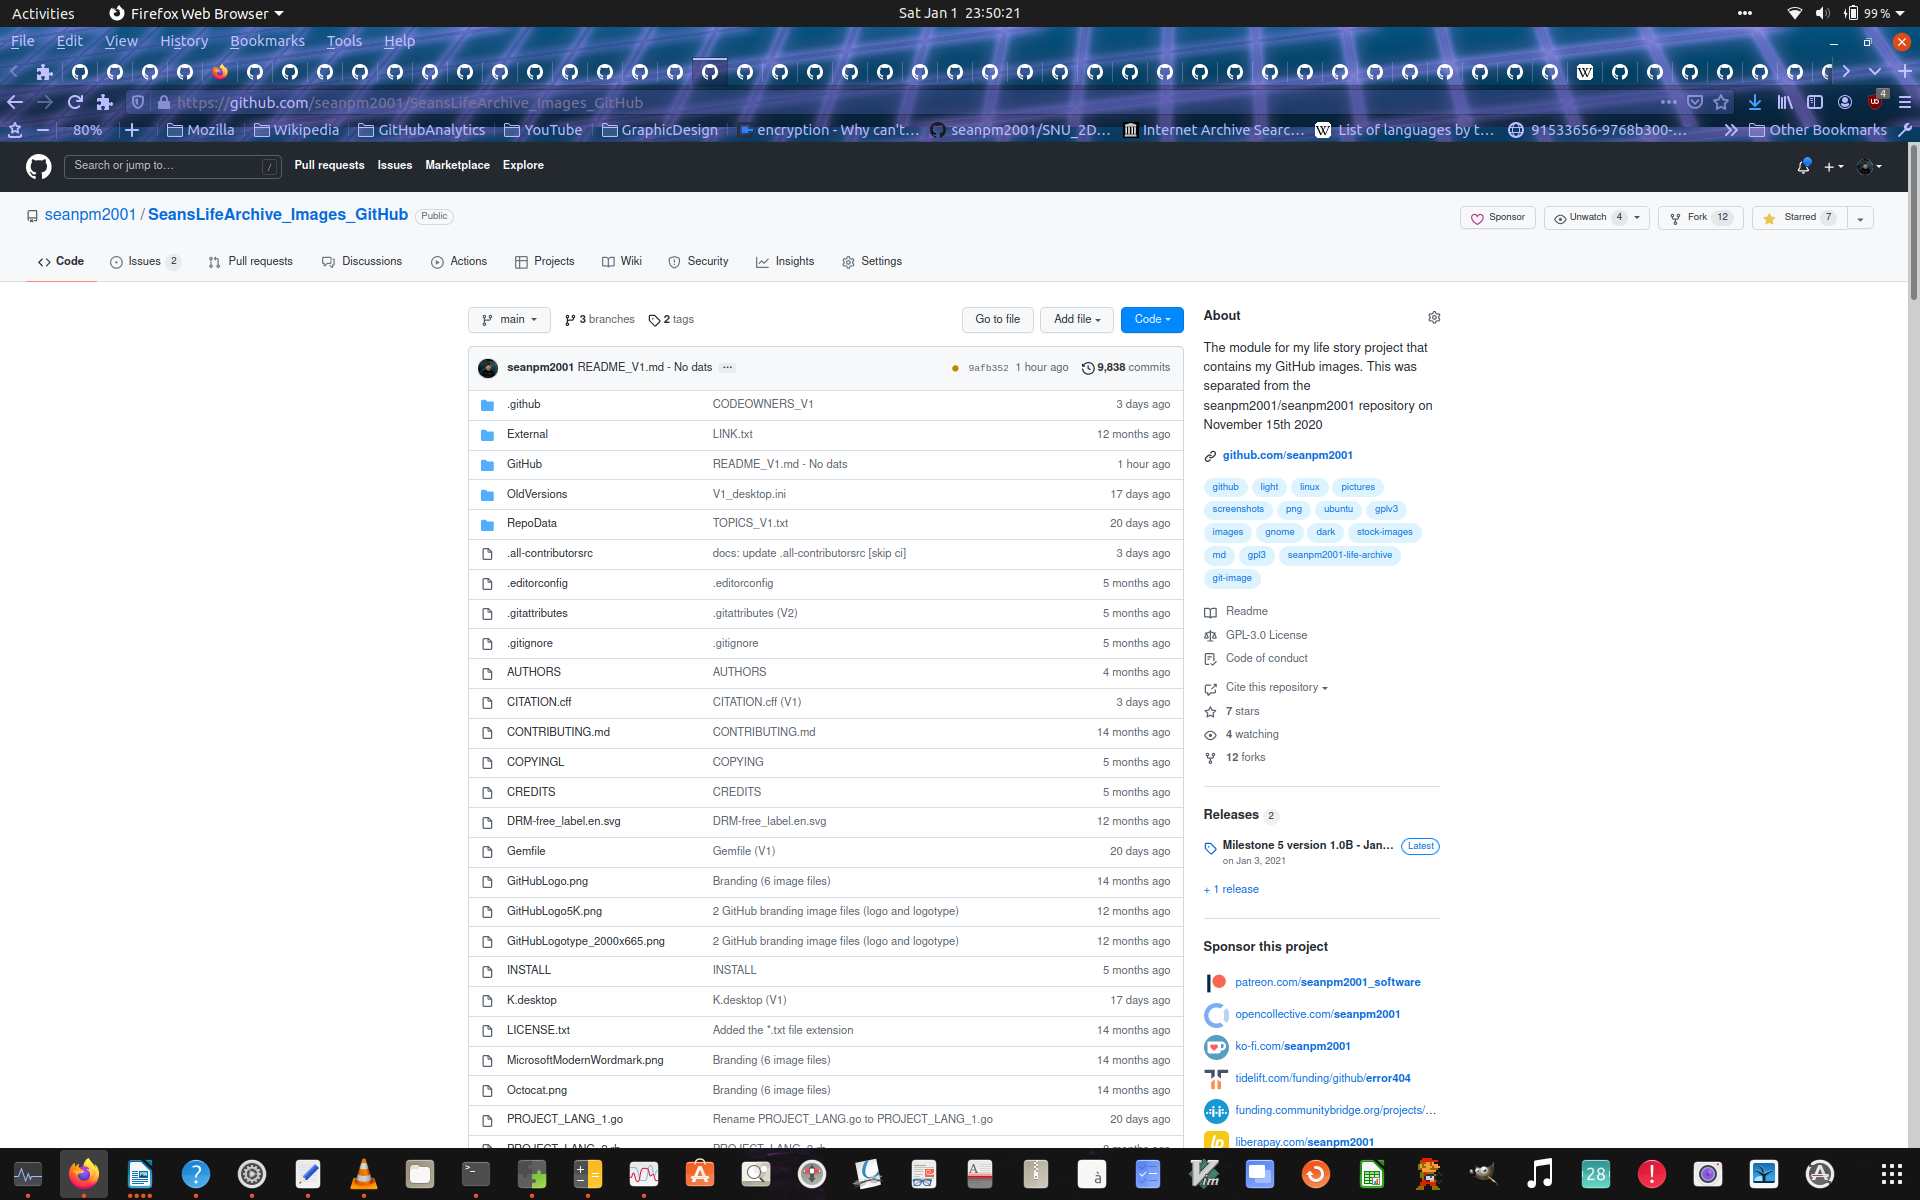 Activities Firefox Web Browser Sat Jan 1 23:50:21 99 %
File Edit View History Bookmarks Tools Help
https://github.com/seanpm2001/SeansLifeArchive_Images_GitHub 4
80% Mozilla Wikipedia GitHubAnalytics YouTube GraphicDesign encryption - Why can't… seanpm2001/SNU_2D… Internet Archive Searc… List of languages by t… 91533656-9768b300-… Other Bookmarks
Search or jump to… / Pull requests Issues Marketplace Explore
seanpm2001 / SeansLifeArchive_Images_GitHub Public Sponsor Unwatch 4 Fork 12 Starred 7
Code Issues 2 Pull requests Discussions Actions Projects Wiki Security Insights Settings
main 3 branches 2 tags Go to file Add file Code
seanpm2001 README_V1.md - No dats ··· 9afb352 1 hour ago 9,838 commits
.github CODEOWNERS_V1 3 days ago
External LINK.txt 12 months ago
GitHub README_V1.md - No dats 1 hour ago
OldVersions V1_desktop.ini 17 days ago
RepoData TOPICS_V1.txt 20 days ago
.all-contributorsrc docs: update .all-contributorsrc [skip ci] 3 days ago
.editorconfig .editorconfig 5 months ago
.gitattributes .gitattributes (V2) 5 months ago
.gitignore .gitignore 5 months ago
AUTHORS AUTHORS 4 months ago
CITATION.cff CITATION.cff (V1) 3 days ago
CONTRIBUTING.md CONTRIBUTING.md 14 months ago
COPYINGL COPYING 5 months ago
CREDITS CREDITS 5 months ago
DRM-free_label.en.svg DRM-free_label.en.svg 12 months ago
Gemfile Gemfile (V1) 20 days ago
GitHubLogo.png Branding (6 image files) 14 months ago
GitHubLogo5K.png 2 GitHub branding image files (logo and logotype) 12 months ago
GitHubLogotype_2000x665.png 2 GitHub branding image files (logo and logotype) 12 months ago
INSTALL INSTALL 5 months ago
K.desktop K.desktop (V1) 17 days ago
LICENSE.txt Added the *.txt file extension 14 months ago
MicrosoftModernWordmark.png Branding (6 image files) 14 months ago
Octocat.png Branding (6 image files) 14 months ago
PROJECT_LANG_1.go Rename PROJECT_LANG.go to PROJECT_LANG_1.go 20 days ago
About
The module for my life story project that
contains my GitHub images. This was
separated from the
seanpm2001/seanpm2001 repository on
November 15th 2020
github.com/seanpm2001
github light linux pictures
screenshots png ubuntu gplv3
images gnome dark stock-images
md gpl3 seanpm2001-life-archive
git-image
Readme
GPL-3.0 License
Code of conduct
Cite this repository
7 stars
4 watching
12 forks
Releases 2
Milestone 5 version 1.0B - Jan… Latest
on Jan 3, 2021
+ 1 release
Sponsor this project
patreon.com/seanpm2001_software
opencollective.com/seanpm2001
ko-fi.com/seanpm2001
tidelift.com/funding/github/error404
funding.communitybridge.org/projects/…
liberapay.com/seanpm2001
28